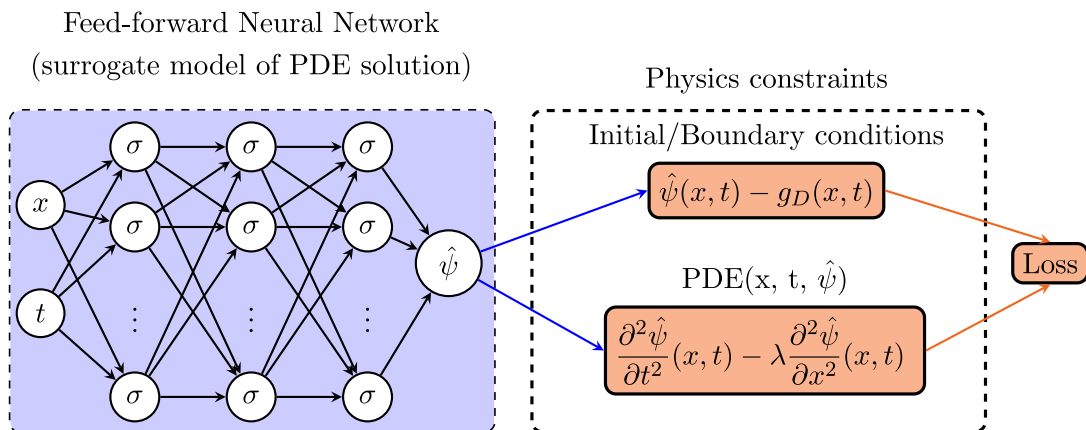 Feed-forward Neural Network
(surrogate model of PDE solution)
Physics constraints
Initial/Boundary conditions
x
t
σ σ σ
σ σ σ
⋮ ⋮ ⋮
σ σ σ
ψ̂
ψ̂(x, t) − g_D(x, t)
PDE(x, t, ψ̂)
∂²ψ̂/∂t²(x, t) − λ ∂²ψ̂/∂x²(x, t)
Loss